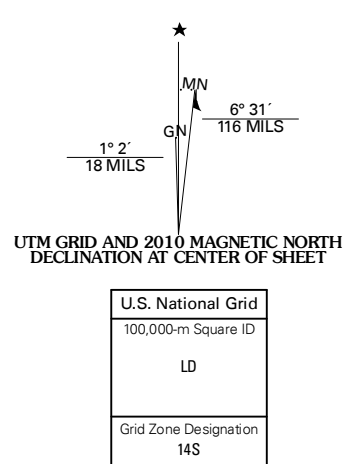 MN
6° 31´
116 MILS
GN
1° 2´
18 MILS
UTM GRID AND 2010 MAGNETIC NORTH
DECLINATION AT CENTER OF SHEET
U.S. National Grid
100,000-m Square ID
LD
Grid Zone Designation
14S